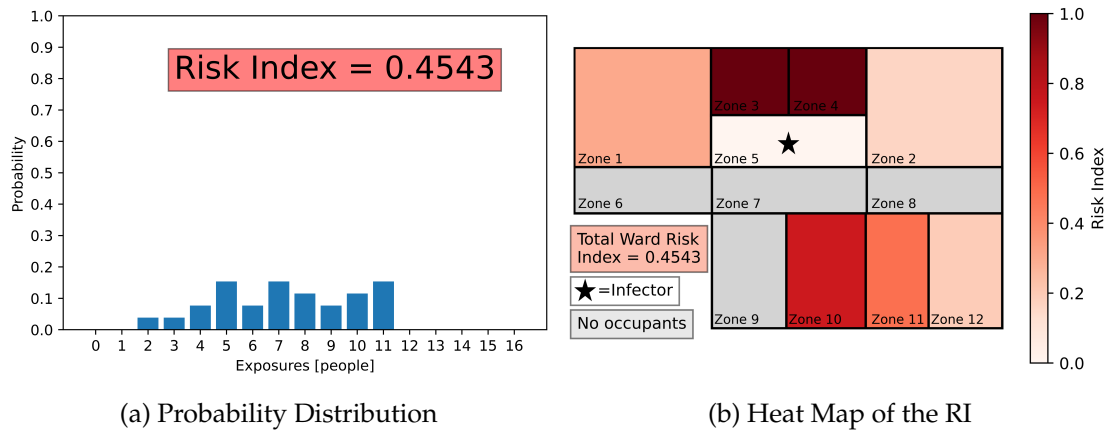 1.0
0.9
0.8
0.7
0.6
0.5
0.4
0.3
0.2
0.1
0.0
Probability
Risk Index = 0.4543
0 1 2 3 4 5 6 7 8 9 10 11 12 13 14 15 16
Exposures [people]
(a) Probability Distribution
Zone 3 Zone 4
Zone 1 Zone 5 Zone 2
Zone 6 Zone 7 Zone 8
Total Ward Risk
Index = 0.4543
=Infector
No occupants
Zone 9 Zone 10 Zone 11 Zone 12
1.0
0.8
0.6
0.4
0.2
0.0
Risk Index
(b) Heat Map of the RI